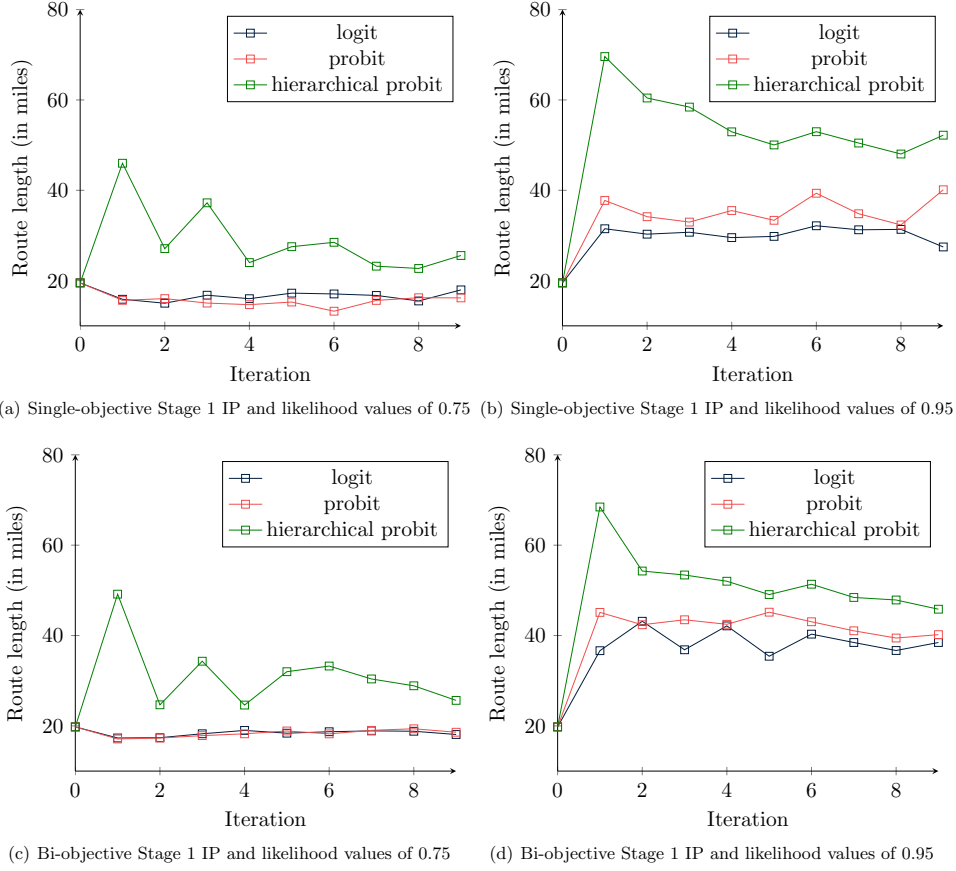 80
60
40
20
Route length (in miles)
logit
probit
hierarchical probit
0 2 4 6 8
Iteration
(a) Single-objective Stage 1 IP and likelihood values of 0.75
80
60
40
20
Route length (in miles)
logit
probit
hierarchical probit
0 2 4 6 8
Iteration
(b) Single-objective Stage 1 IP and likelihood values of 0.95
80
60
40
20
Route length (in miles)
logit
probit
hierarchical probit
0 2 4 6 8
Iteration
(c) Bi-objective Stage 1 IP and likelihood values of 0.75
80
60
40
20
Route length (in miles)
logit
probit
hierarchical probit
0 2 4 6 8
Iteration
(d) Bi-objective Stage 1 IP and likelihood values of 0.95